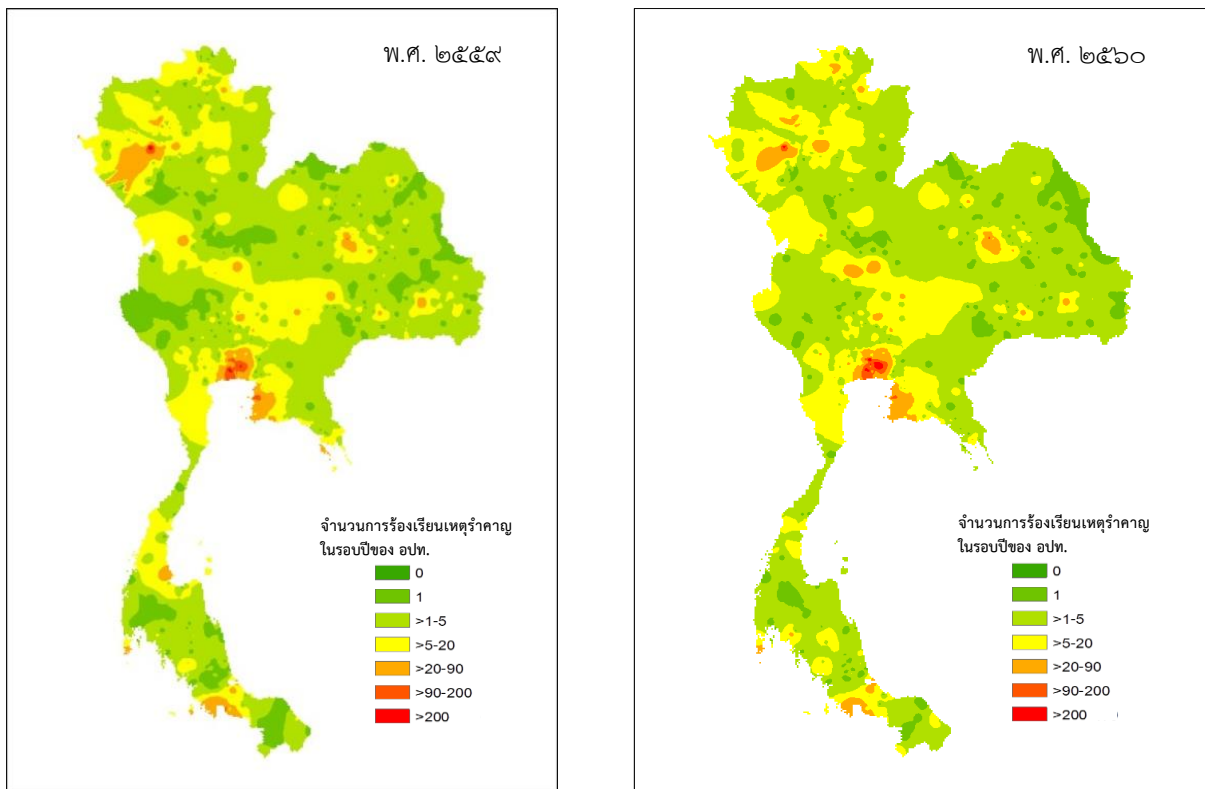 พ.ศ. ๒๕๕๙
จำนวนการร้องเรียนเหตุรำคาญ
ในรอบปีของ อปท.
0
1
>1-5
>5-20
>20-90
>90-200
>200
พ.ศ. ๒๕๖๐
จำนวนการร้องเรียนเหตุรำคาญ
ในรอบปีของ อปท.
0
1
>1-5
>5-20
>20-90
>90-200
>200